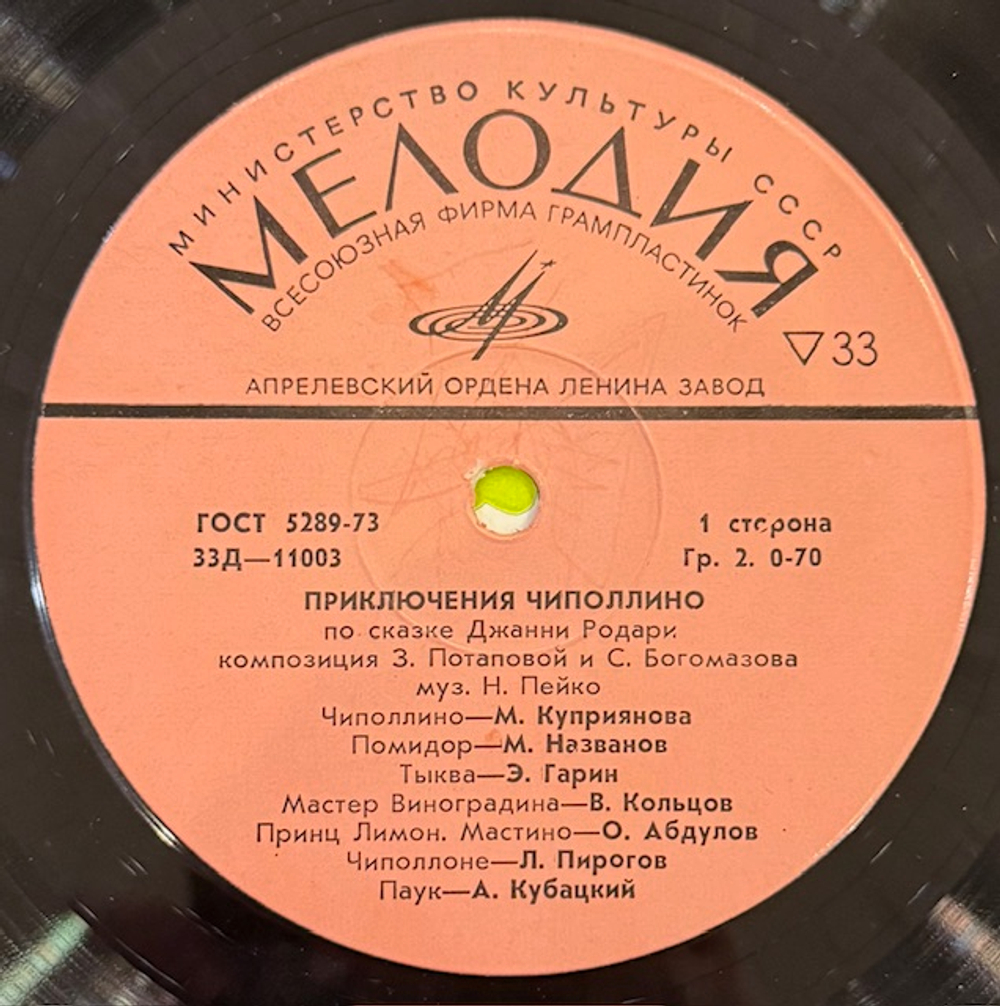 МИНИСТЕРСТВО КУЛЬТУРЫ СССР
МЕЛОДИЯ
ВСЕСОЮЗНАЯ ФИРМА ГРАМПЛАСТИНОК
33
АПРЕЛЕВСКИЙ ОРДЕНА ЛЕНИНА ЗАВОД
ГОСТ 5289-73 1 сторона
33Д—11003 Гр. 2. 0-70
ПРИКЛЮЧЕНИЯ ЧИПОЛЛИНО
по сказке Джанни Родари
композиция З. Потаповой и С. Богомазова
муз. Н. Пейко
Чиполлино—М. Куприянова
Помидор—М. Названов
Тыква—Э. Гарин
Мастер Виноградина—В. Кольцов
Принц Лимон. Мастино—О. Абдулов
Чиполлоне—Л. Пирогов
Паук—А. Кубацкий